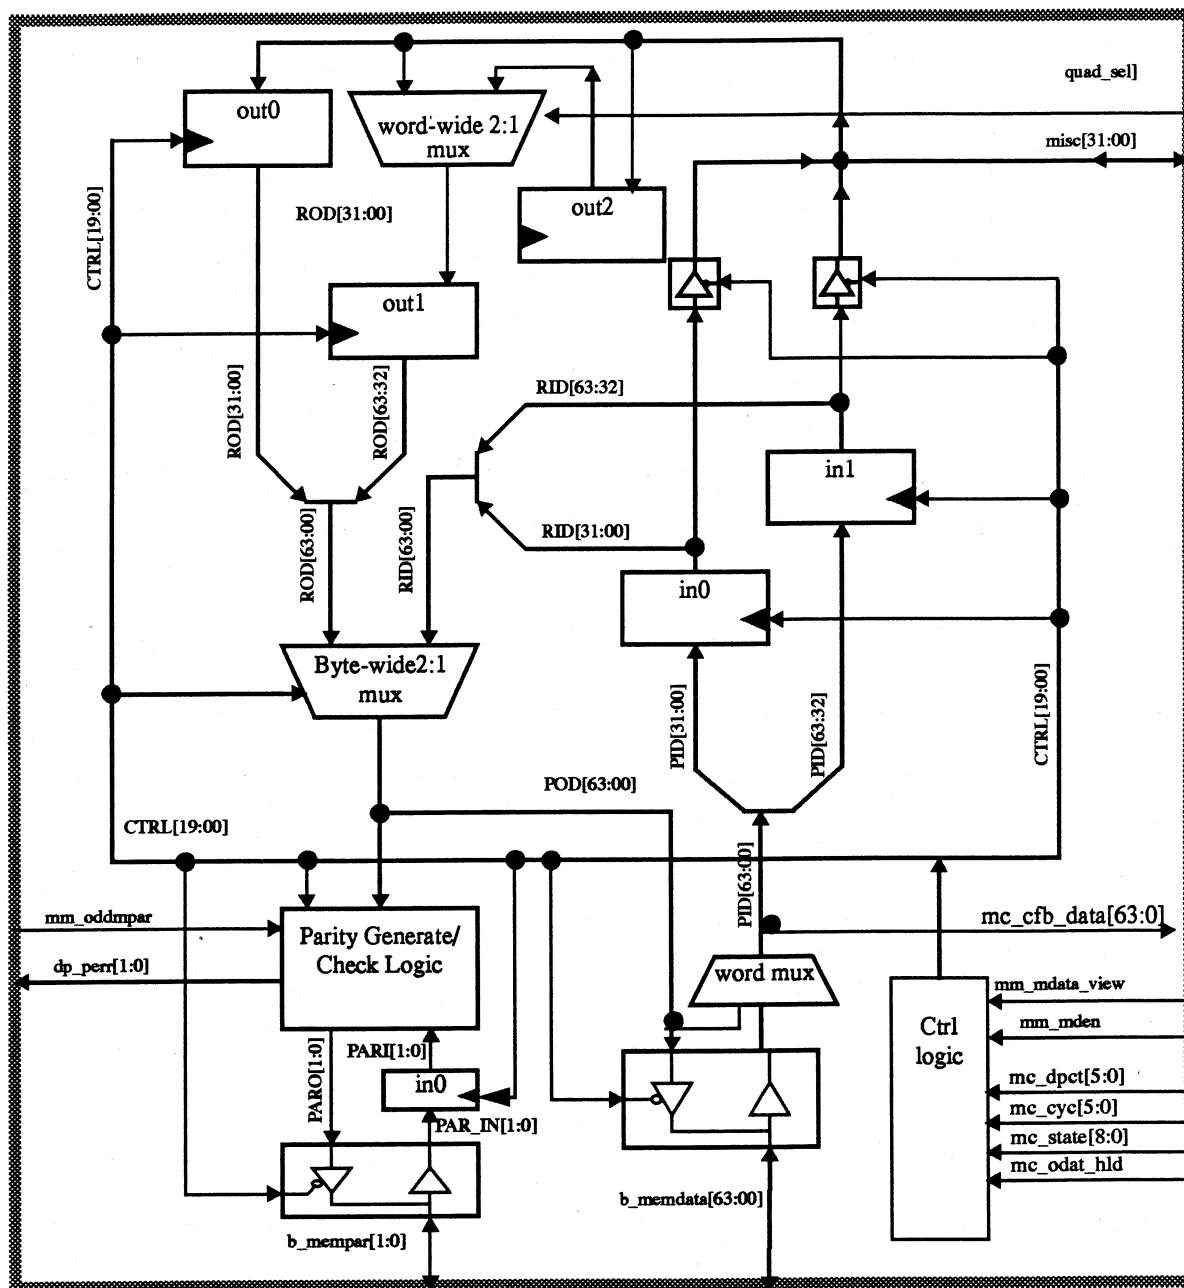 quad_sel]
out0
word-wide 2:1
mux
misc[31:00]
out2
ROD[31:00]
CTRL[19:00]
out1
RID[63:32]
ROD[31:00]
ROD[63:32]
in1
RID[31:00]
ROD[63:00]
RID[63:00]
in0
Byte-wide2:1
mux
PID[31:00]
PID[63:32]
CTRL[19:00]
POD[63:00]
CTRL[19:00]
PID[63:00]
mm_oddmpar
mc_cfb_data[63:0]
Parity Generate/
Check Logic
dp_perr[1:0]
word mux
mm_mdata_view
Ctrl
logic
mm_mden
PARO[1:0]
PARI[1:0]
in0
mc_dpct[5:0]
mc_cyc[5:0]
PAR_IN[1:0]
mc_state[8:0]
mc_odat_hld
b_memdata[63:00]
b_mempar[1:0]